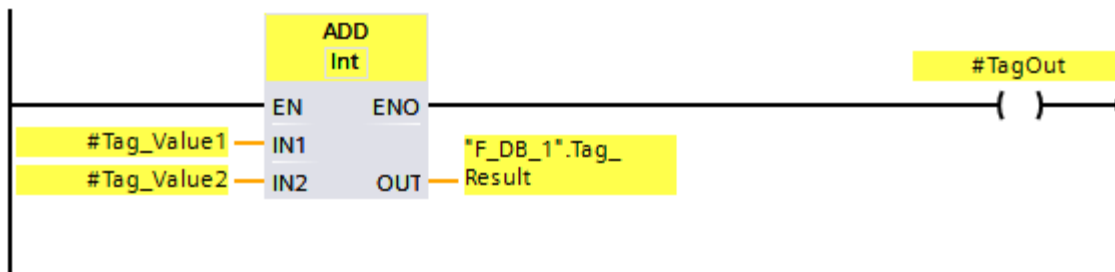 ADD
Int
#TagOut
EN ENO
#Tag_Value1 IN1
"F_DB_1".Tag_
#Tag_Value2 IN2 OUT Result